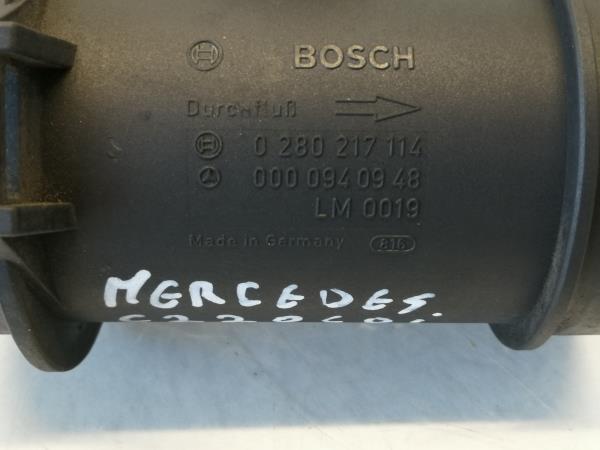 BOSCH
Durchfluß
0 280 217 114
000 094 09 48
LM 0019
Made in Germany 816
MERCEDES.